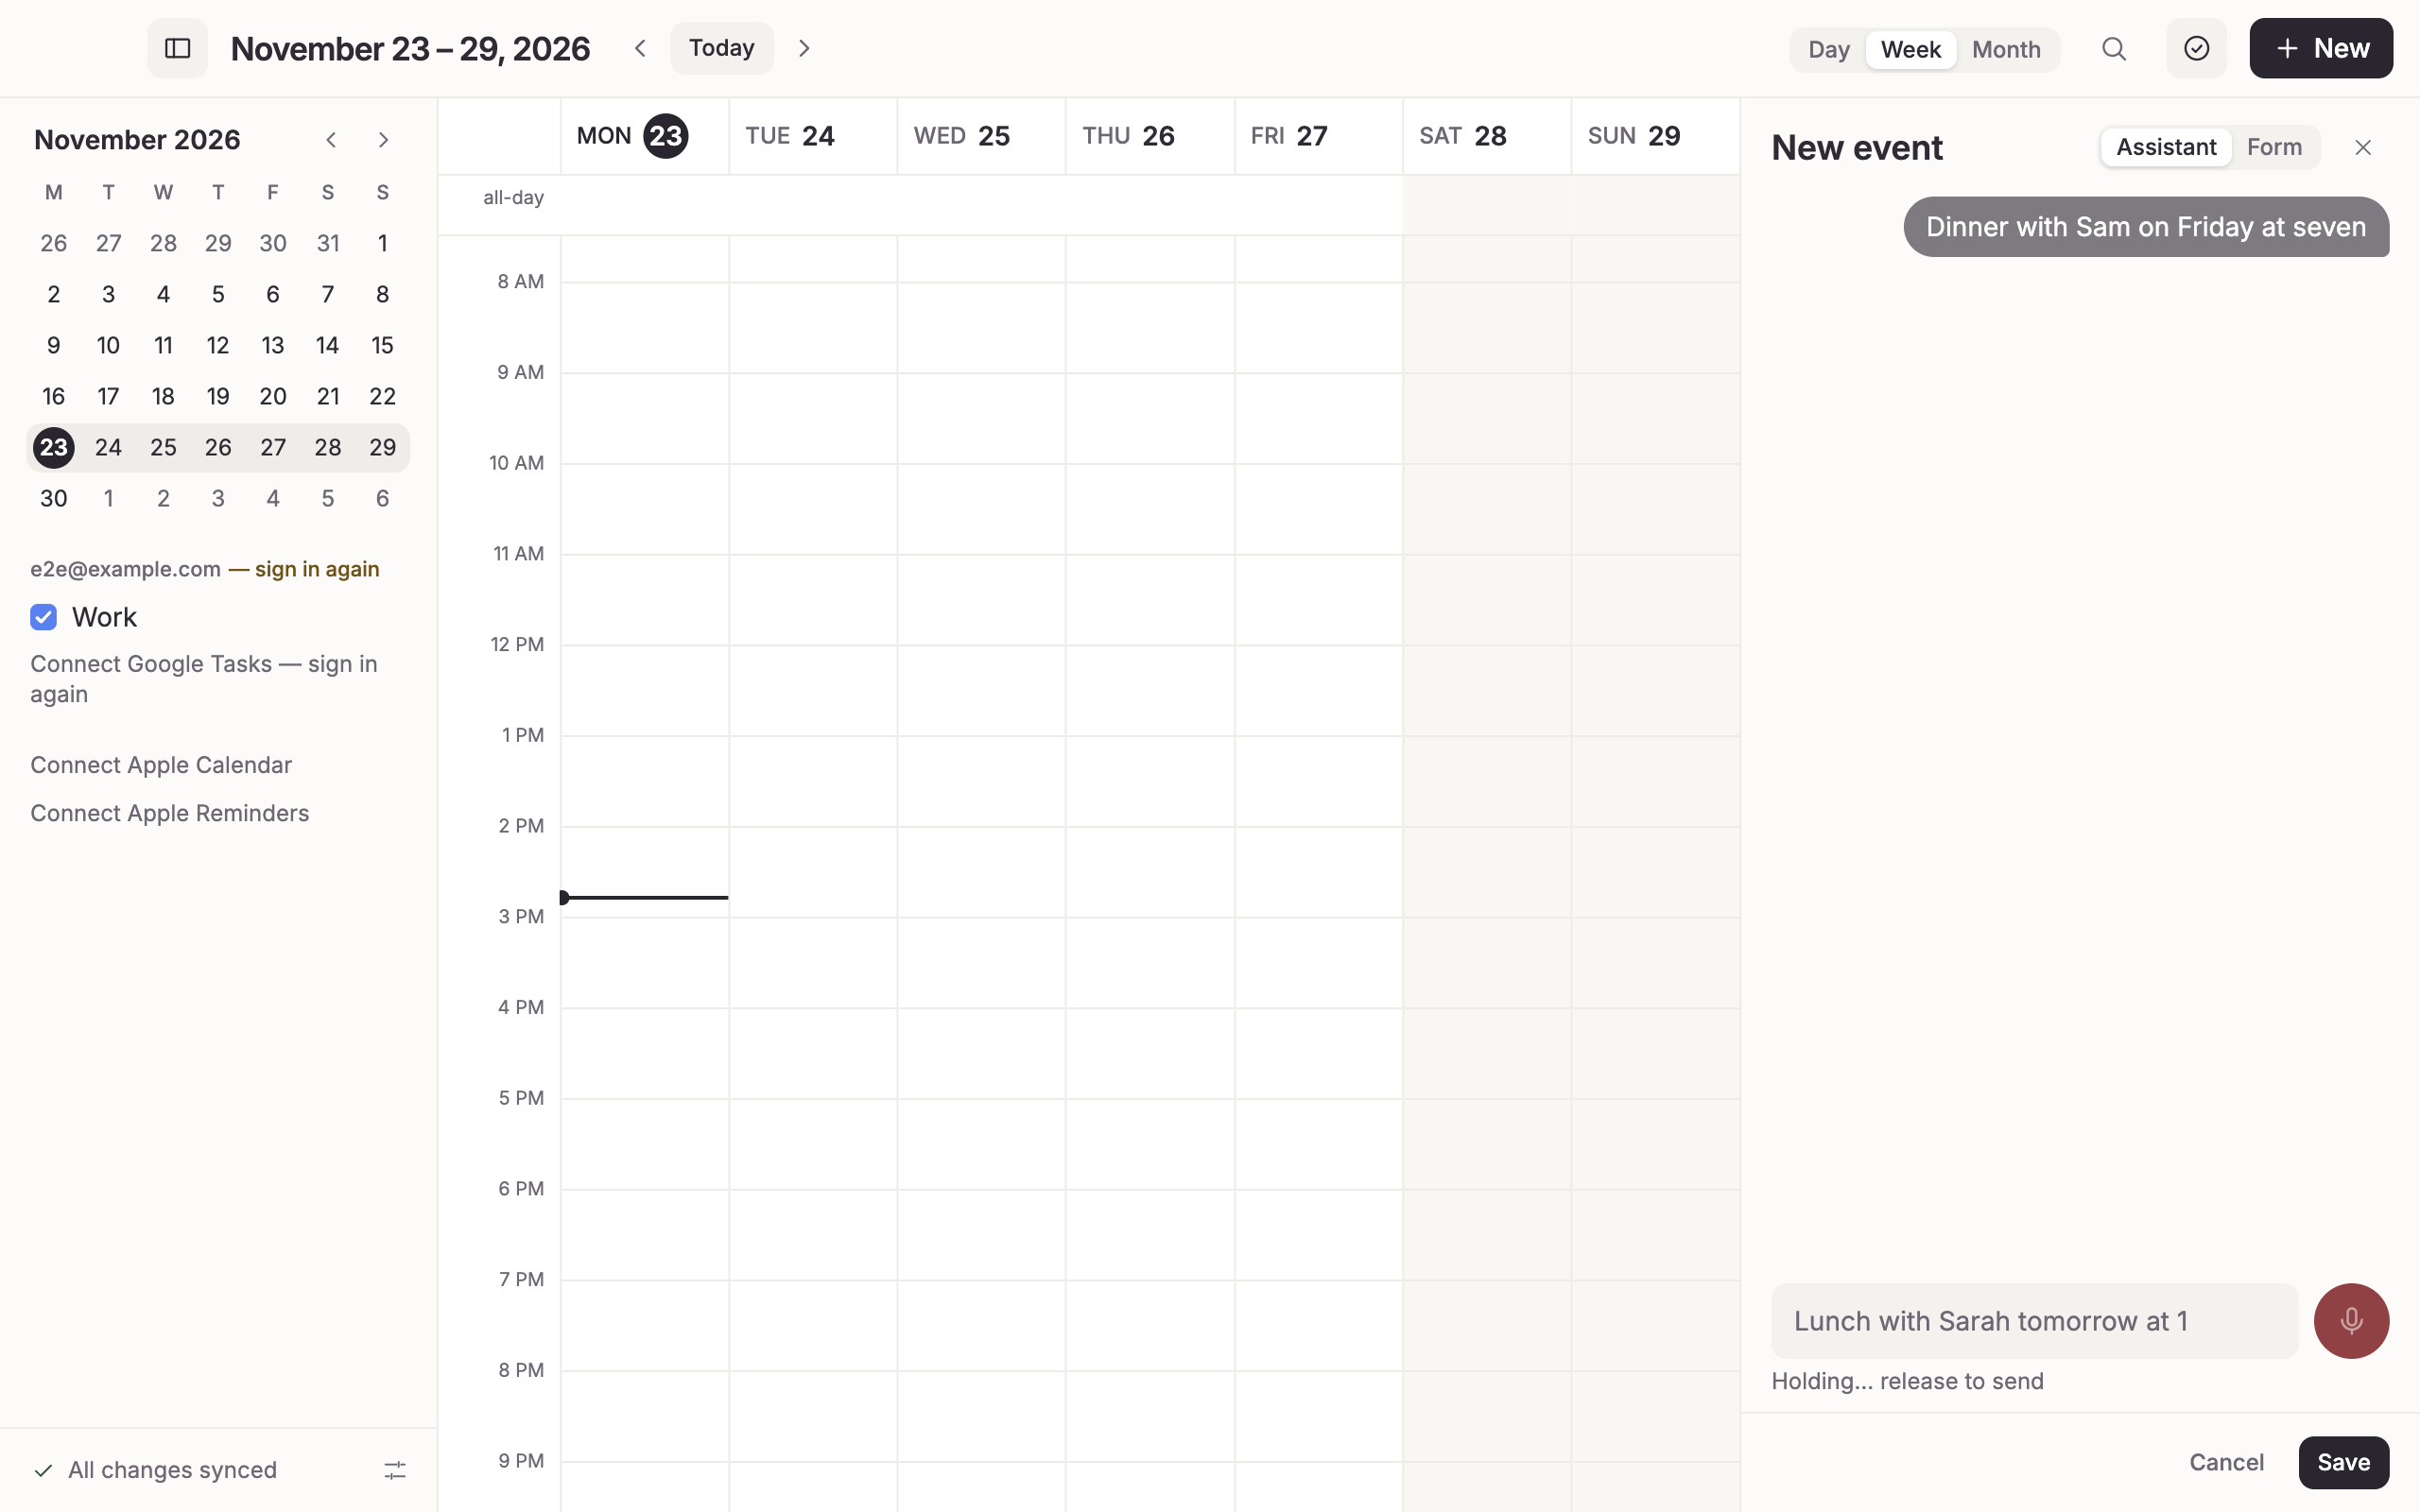 November 23 – 29, 2026
Today
Day Week Month
New
November 2026
M T W T F S S
26 27 28 29 30 31 1
2 3 4 5 6 7 8
9 10 11 12 13 14 15
16 17 18 19 20 21 22
23 24 25 26 27 28 29
30 1 2 3 4 5 6
e2e@example.com — sign in again
Work
Connect Google Tasks — sign in
again
Connect Apple Calendar
Connect Apple Reminders
All changes synced
MON 23 TUE 24 WED 25 THU 26 FRI 27 SAT 28 SUN 29
all-day
8 AM
9 AM
10 AM
11 AM
12 PM
1 PM
2 PM
3 PM
4 PM
5 PM
6 PM
7 PM
8 PM
9 PM
New event
Assistant Form
Dinner with Sam on Friday at seven
Lunch with Sarah tomorrow at 1
Holding... release to send
Cancel Save